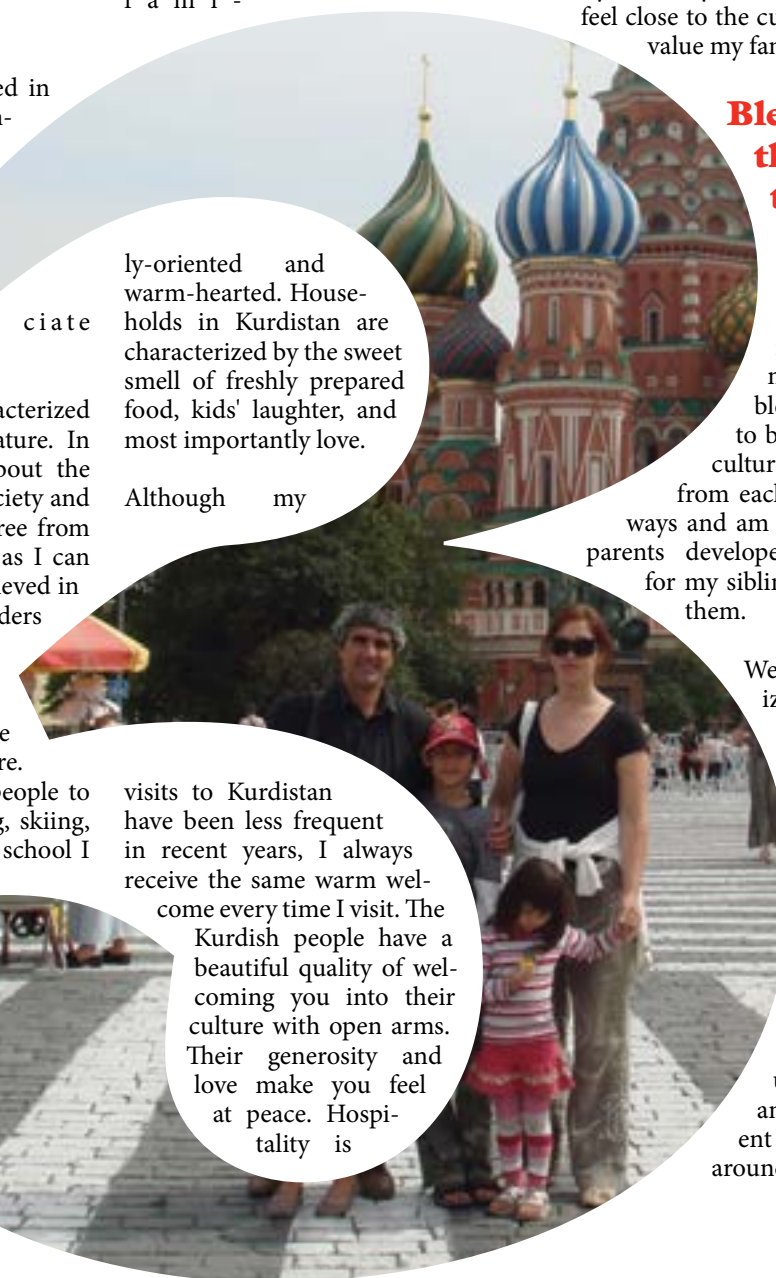 ed in
n-
ciate
acterized
ature. In
bout the
ciety and
ree from
as I can
ieved in
ders
e
re.
people to
g, skiing,
school I
f a m i -
ly-oriented and
warm-hearted. House-
holds in Kurdistan are
characterized by the sweet
smell of freshly prepared
food, kids' laughter, and
most importantly love.
Although my
visits to Kurdistan
have been less frequent
in recent years, I always
receive the same warm wel-
come every time I visit. The
Kurdish people have a
beautiful quality of wel-
coming you into their
culture with open arms.
Their generosity and
love make you feel
at peace. Hospi-
tality is
feel close to the cu
value my fam
Ble
th
t
bl
to b
cultur
from each
ways and am
parents develope
for my siblin
them.
We
iz
ent
around